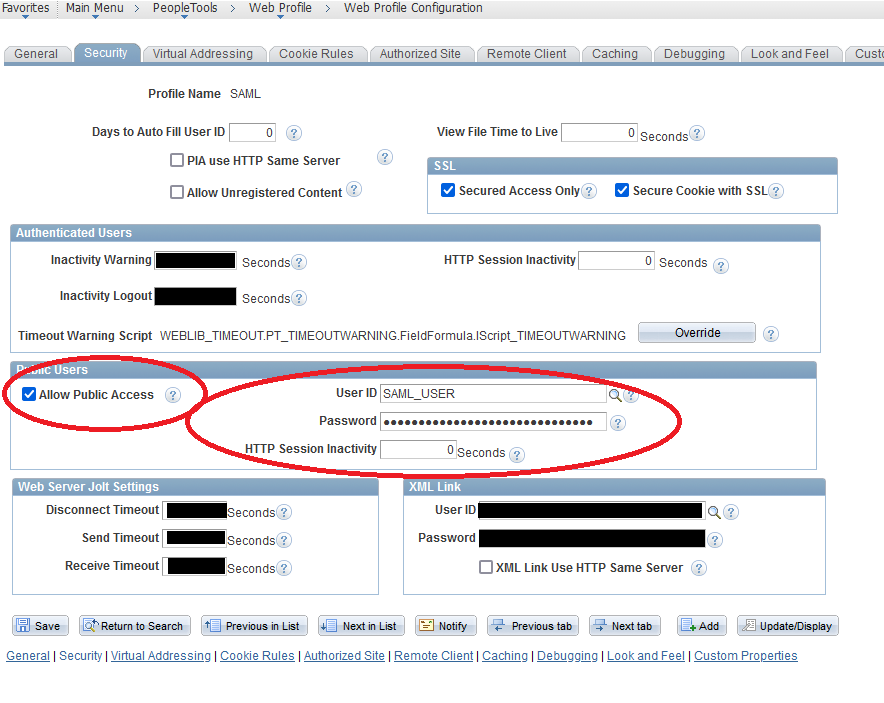 Favorites Main Menu > PeopleTools > Web Profile > Web Profile Configuration
General Security Virtual Addressing Cookie Rules Authorized Site Remote Client Caching Debugging Look and Feel Custo
Profile Name SAML
Days to Auto Fill User ID 0 ? View File Time to Live 0 Seconds ?
PIA use HTTP Same Server ?
SSL
Allow Unregistered Content ? Secured Access Only ? Secure Cookie with SSL ?
Authenticated Users
Inactivity Warning Seconds ? HTTP Session Inactivity 0 Seconds ?
Inactivity Logout Seconds ?
Timeout Warning Script WEBLIB_TIMEOUT.PT_TIMEOUTWARNING.FieldFormula.IScript_TIMEOUTWARNING Override ?
Public Users
Allow Public Access ? User ID SAML_USER ?
Password •••••••••••••••••••••••••••••• ?
HTTP Session Inactivity 0 Seconds ?
Web Server Jolt Settings XML Link
Disconnect Timeout Seconds ? User ID ?
Send Timeout Seconds ? Password ?
Receive Timeout Seconds ? XML Link Use HTTP Same Server ?
Save Return to Search Previous in List Next in List Notify Previous tab Next tab Add Update/Display
General | Security | Virtual Addressing | Cookie Rules | Authorized Site | Remote Client | Caching | Debugging | Look and Feel | Custom Properties